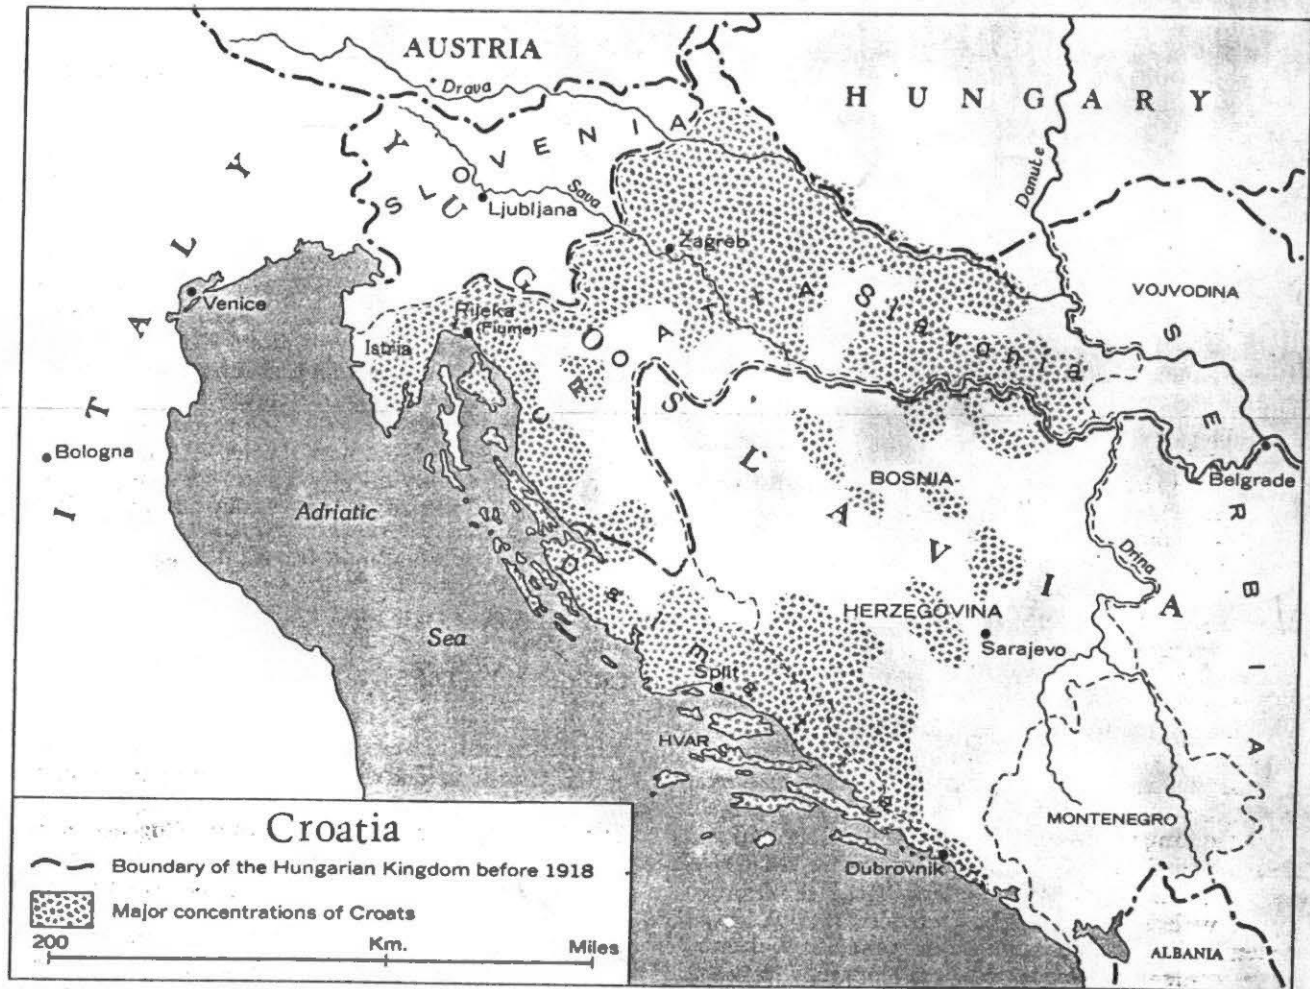 AUSTRIA
HUNGARY
Drava
Danube
ITALY
YUGOSLAVIA
SLOVENIA
Ljubljana
Sava
Zagreb
CROATIA
Slavonia
VOJVODINA
SERBIA
Venice
Rijeka
(Fiume)
Istria
Bologna
Belgrade
BOSNIA-
HERZEGOVINA
Drina
Adriatic
Sea
Sarajevo
Dalmatia
Split
HVAR
MONTENEGRO
Dubrovnik
ALBANIA
Croatia
Boundary of the Hungarian Kingdom before 1918
Major concentrations of Croats
200 Km. Miles